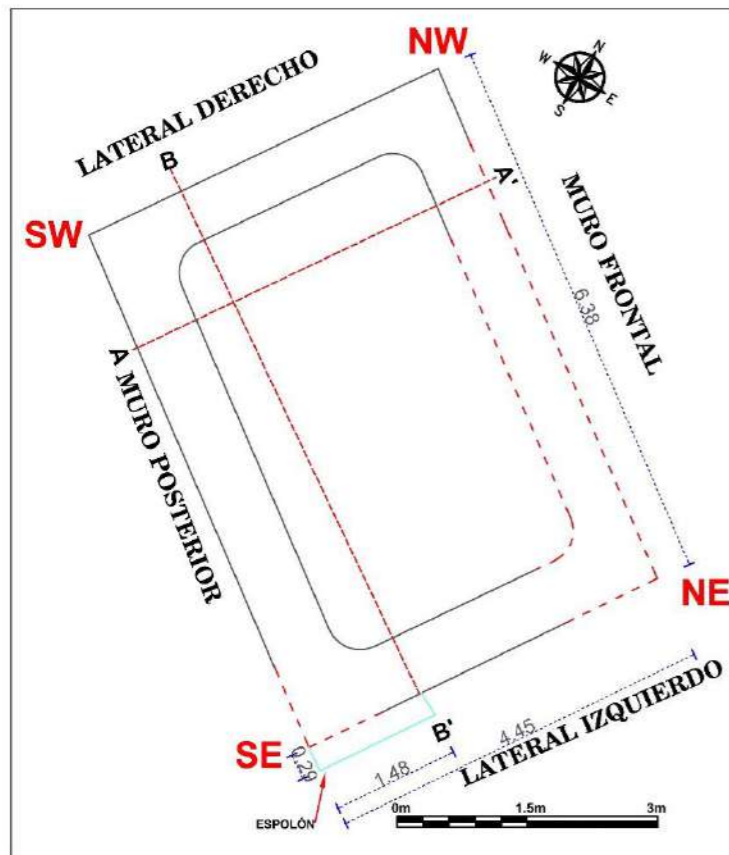 NW
N
W
E
S
LATERAL DERECHO
B
A'
SW
MURO FRONTAL
6.38
A
MURO POSTERIOR
NE
SE
0.29
B'
1.48
4.45
LATERAL IZQUIERDO
ESPOLÓN
0m
1.5m
3m